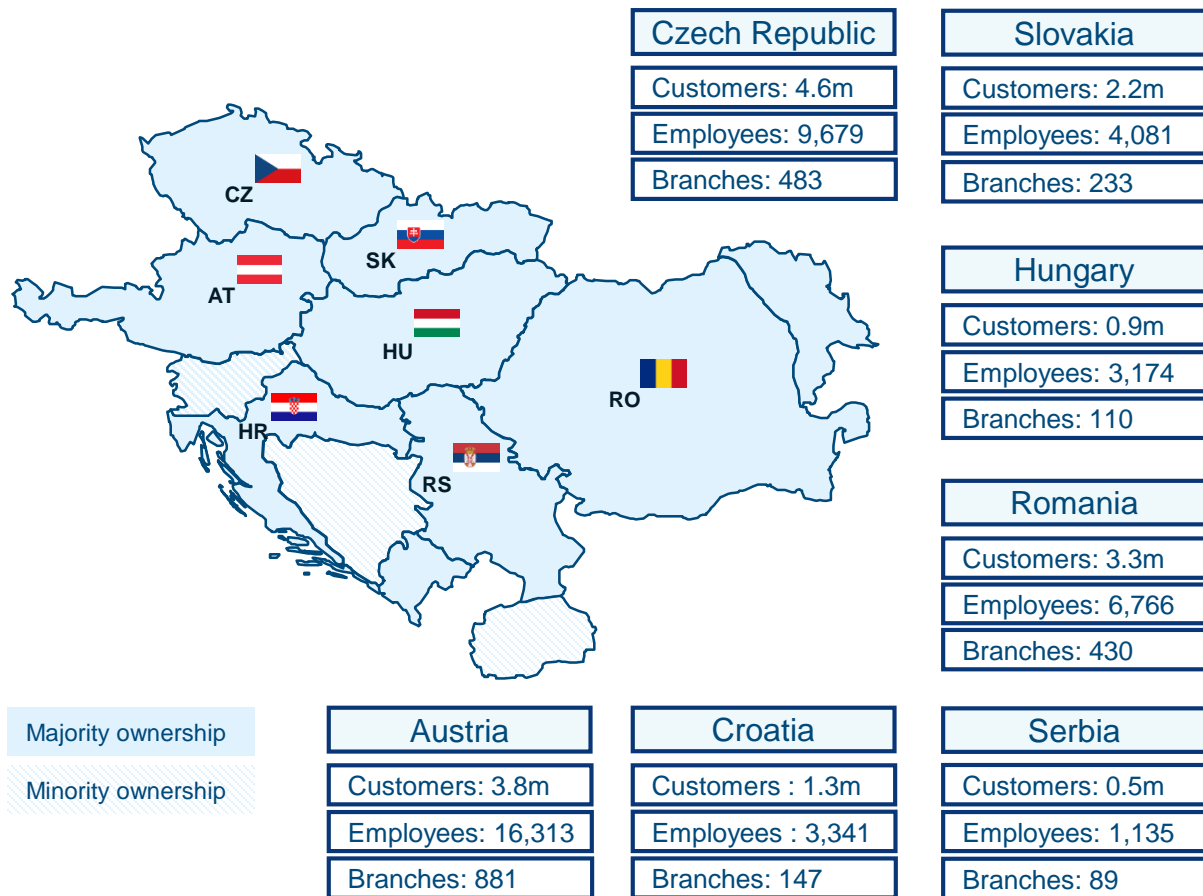 Czech Republic
Customers: 4.6m
Employees: 9,679
Branches: 483
Slovakia
Customers: 2.2m
Employees: 4,081
Branches: 233
CZ
SK
AT
HU
RO
HR
RS
Hungary
Customers: 0.9m
Employees: 3,174
Branches: 110
Romania
Customers: 3.3m
Employees: 6,766
Branches: 430
Majority ownership
Minority ownership
Austria
Customers: 3.8m
Employees: 16,313
Branches: 881
Croatia
Customers : 1.3m
Employees : 3,341
Branches: 147
Serbia
Customers: 0.5m
Employees: 1,135
Branches: 89